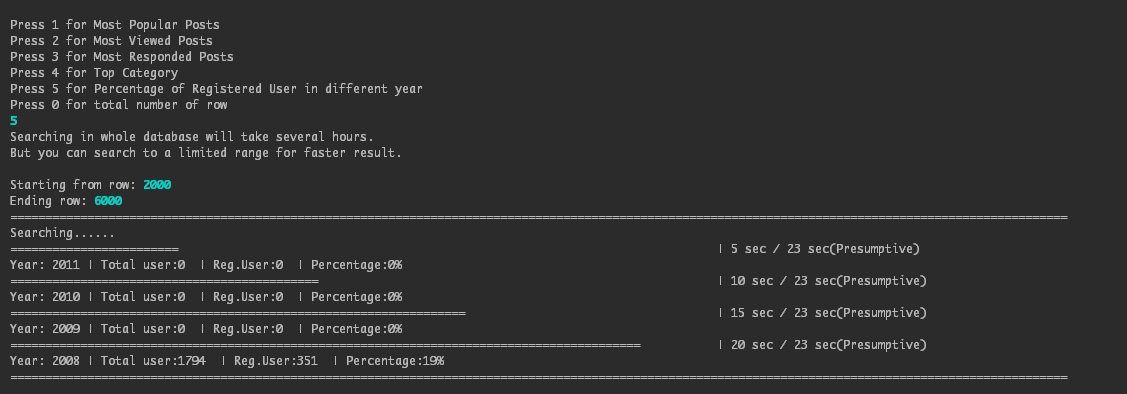 Press 1 for Most Popular Posts
Press 2 for Most Viewed Posts
Press 3 for Most Responded Posts
Press 4 for Top Category
Press 5 for Percentage of Registered User in different year
Press 0 for total number of row
5
Searching in whole database will take several hours.
But you can search to a limited range for faster result.
Starting from row: 2000
Ending row: 6000
=======================================================================================================================================================
Searching......
======================== | 5 sec / 23 sec(Presumptive)
Year: 2011 | Total user:0 | Reg.User:0 | Percentage:0%
============================================ | 10 sec / 23 sec(Presumptive)
Year: 2010 | Total user:0 | Reg.User:0 | Percentage:0%
================================================================= | 15 sec / 23 sec(Presumptive)
Year: 2009 | Total user:0 | Reg.User:0 | Percentage:0%
========================================================================================== | 20 sec / 23 sec(Presumptive)
Year: 2008 | Total user:1794 | Reg.User:351 | Percentage:19%
=======================================================================================================================================================